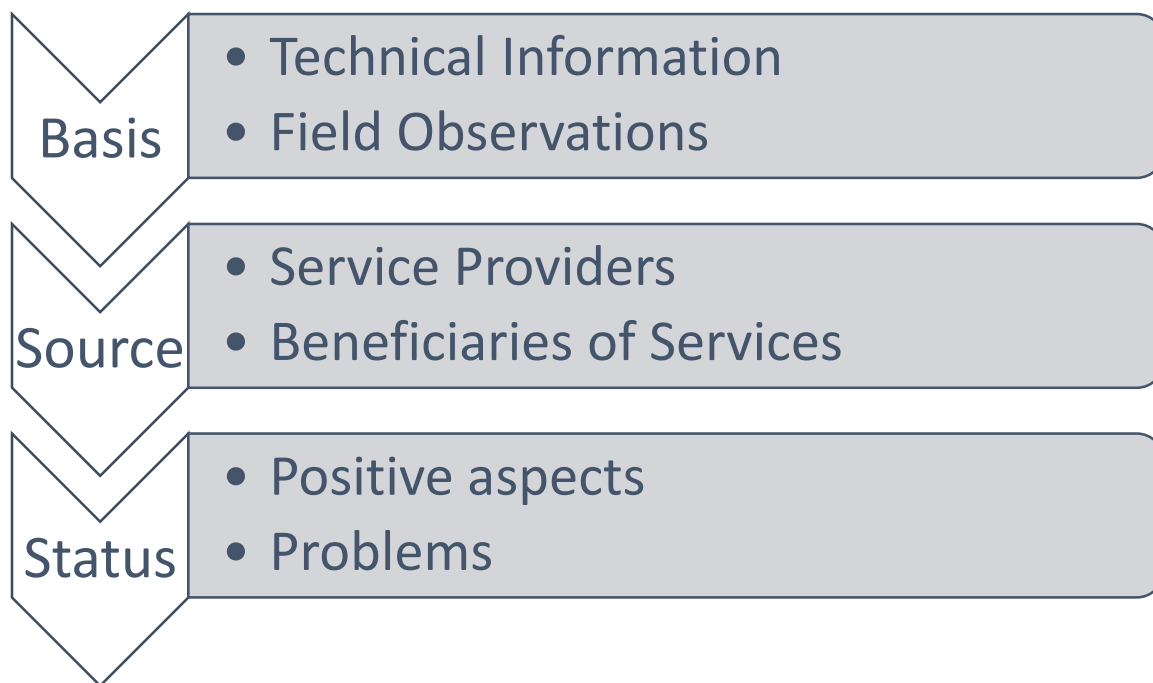 Basis
• Technical Information
• Field Observations
Source
• Service Providers
• Beneficiaries of Services
Status
• Positive aspects
• Problems